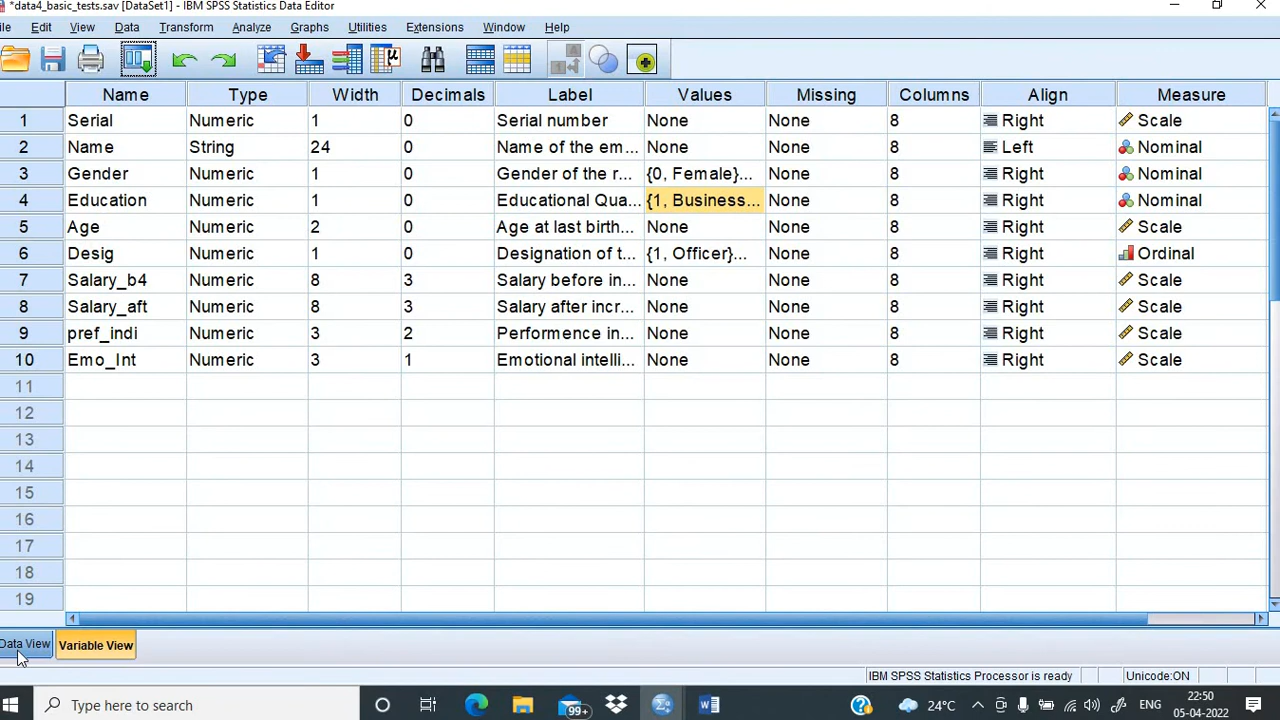 *data4_basic_tests.sav [DataSet1] - IBM SPSS Statistics Data Editor
ile Edit View Data Transform Analyze Graphs Utilities Extensions Window Help
Name Type Width Decimals Label Values Missing Columns Align Measure
1 Serial Numeric 1 0 Serial number None None 8 Right Scale
2 Name String 24 0 Name of the em... None None 8 Left Nominal
3 Gender Numeric 1 0 Gender of the r... {0, Female}... None 8 Right Nominal
4 Education Numeric 1 0 Educational Qua... {1, Business... None 8 Right Nominal
5 Age Numeric 2 0 Age at last birth... None None 8 Right Scale
6 Desig Numeric 1 0 Designation of t... {1, Officer}... None 8 Right Ordinal
7 Salary_b4 Numeric 8 3 Salary before in... None None 8 Right Scale
8 Salary_aft Numeric 8 3 Salary after incr... None None 8 Right Scale
9 pref_indi Numeric 3 2 Performence in... None None 8 Right Scale
10 Emo_Int Numeric 3 1 Emotional intelli... None None 8 Right Scale
11
12
13
14
15
16
17
18
19
Data View Variable View
IBM SPSS Statistics Processor is ready Unicode:ON
Type here to search 99+ 24°C ENG 22:50
05-04-2022